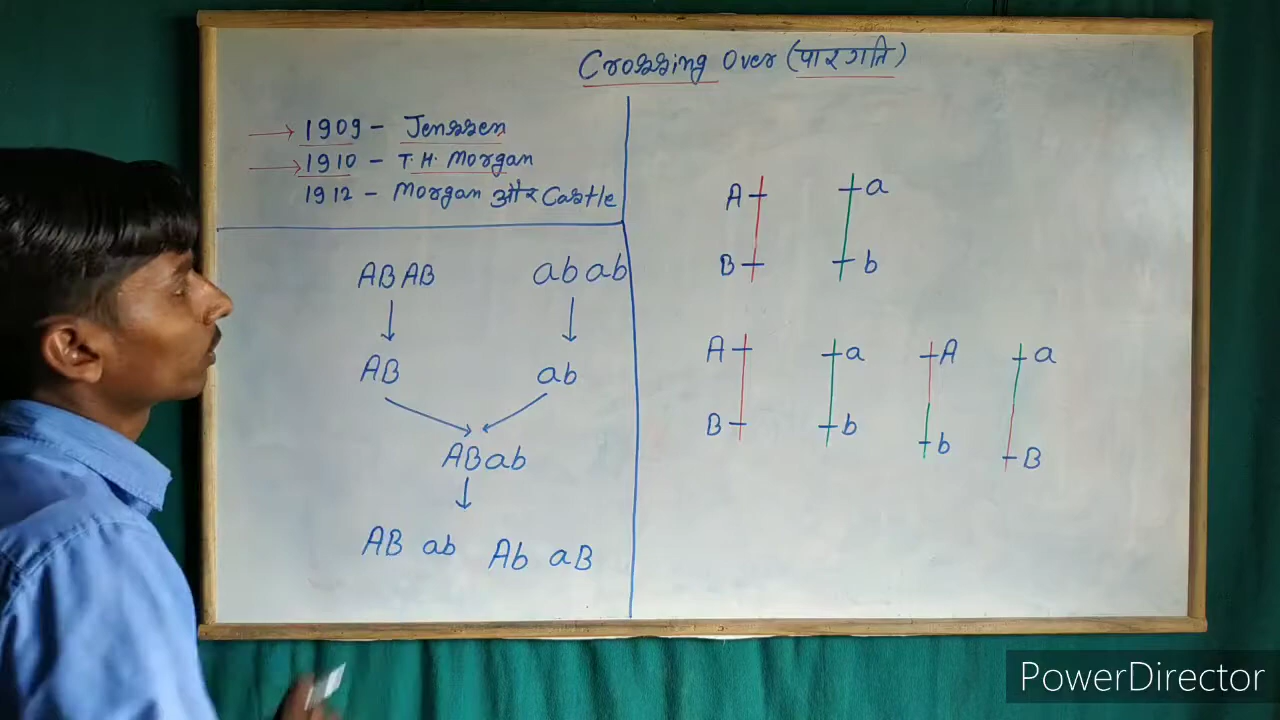 Crossing Over (पारगति)
→ 1909 - Jenssen
→ 1910 - T.H. Morgan
1912 - Morgan और Castle
ABAB abab
AB ab
ABab
AB ab Ab aB
A a
B b
A a A a
B b b B
PowerDirector